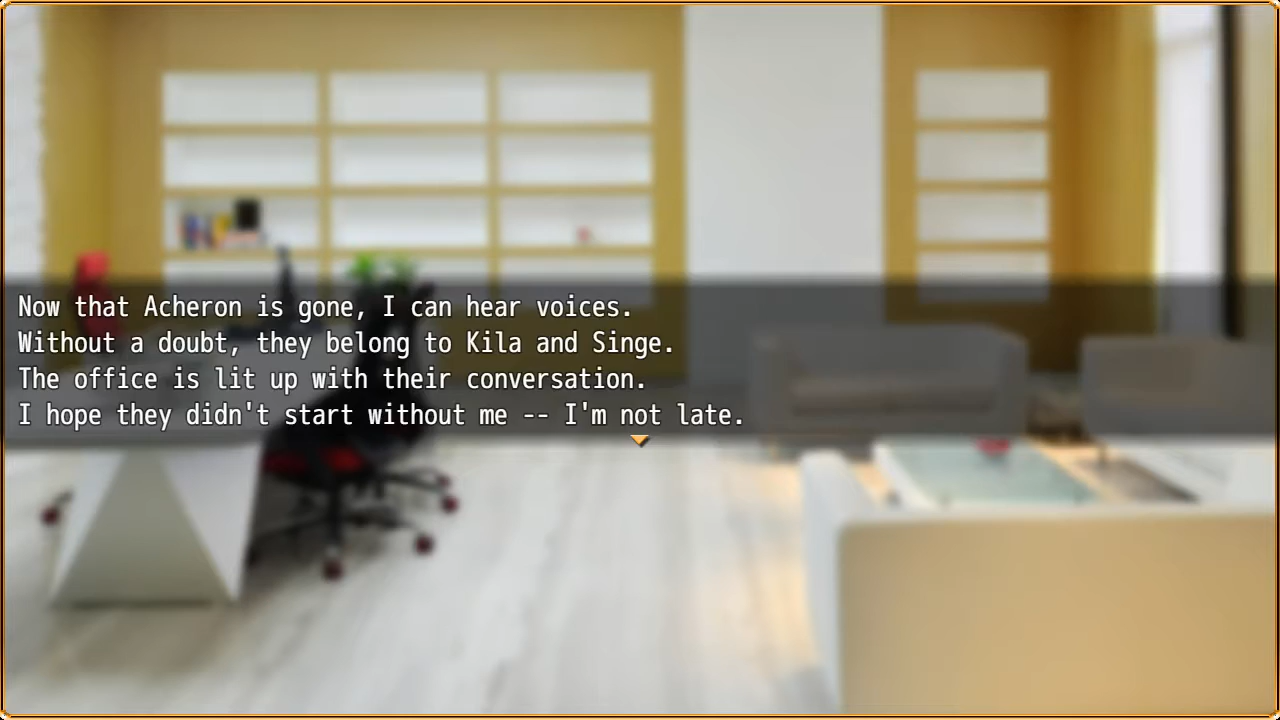 Now that Acheron is gone, I can hear voices.
Without a doubt, they belong to Kila and Singe.
The office is lit up with their conversation.
I hope they didn't start without me -- I'm not late.